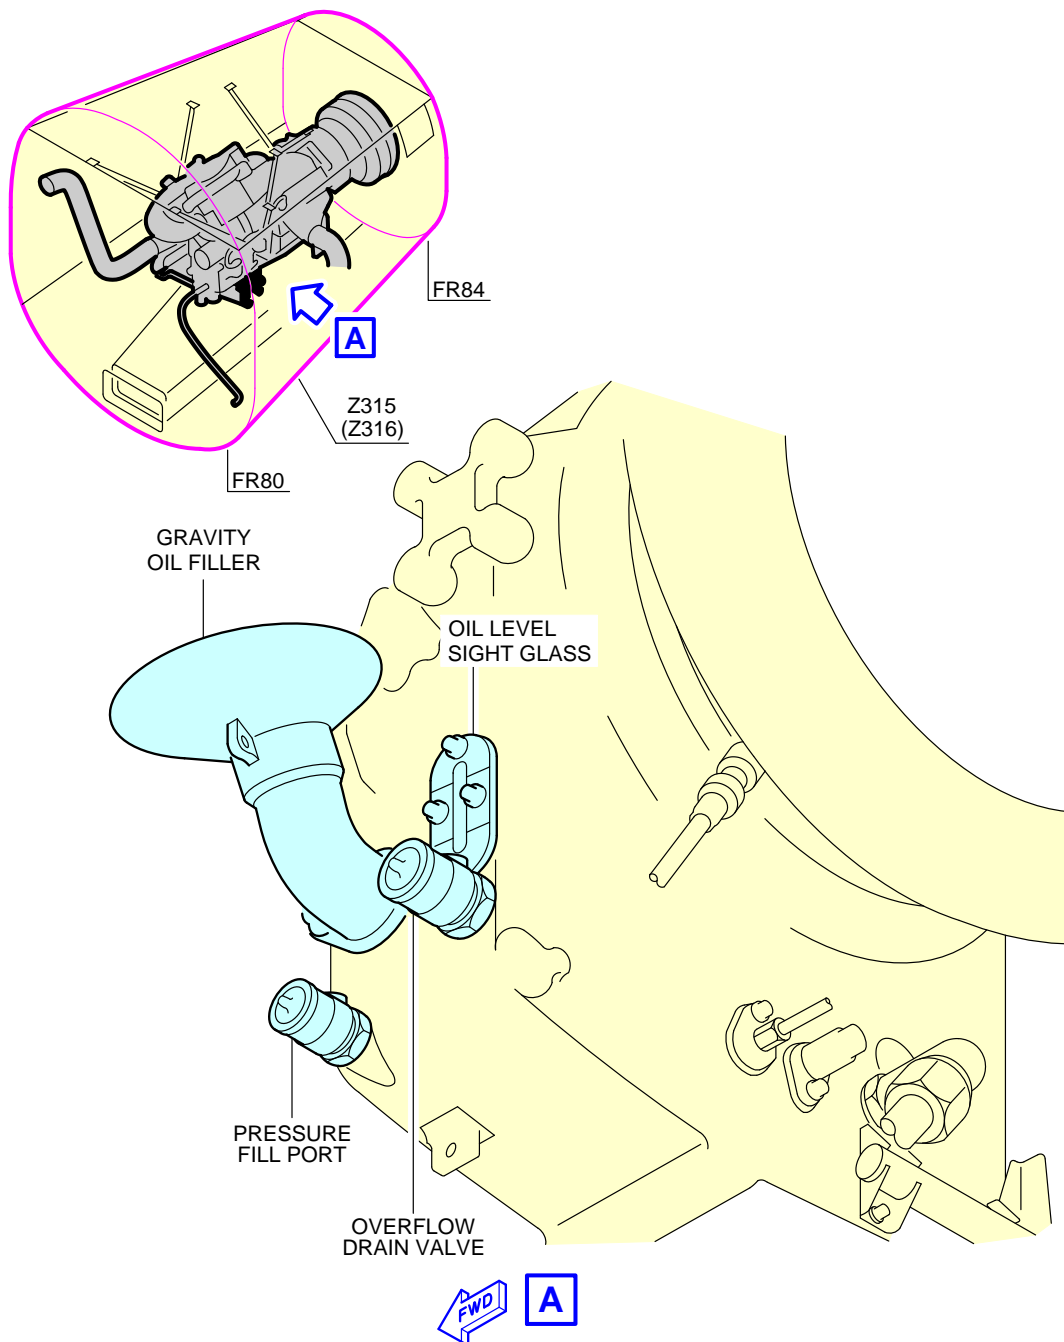 FR84
A
Z315
(Z316)
FR80
GRAVITY
OIL FILLER
OIL LEVEL
SIGHT GLASS
PRESSURE
FILL PORT
OVERFLOW
DRAIN VALVE
FWD
A